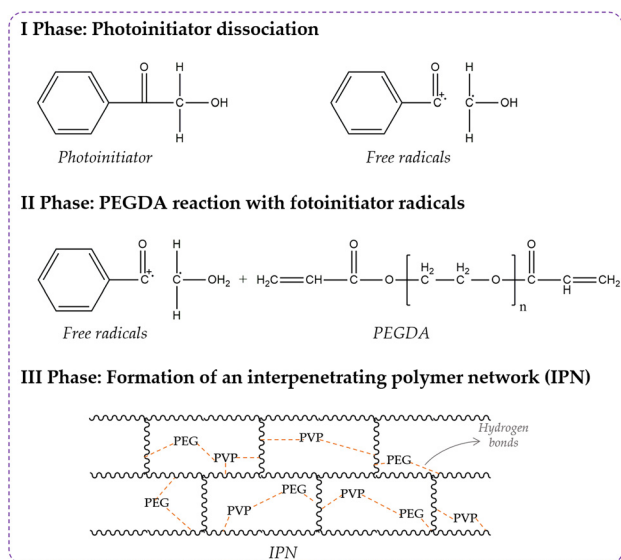 I Phase: Photoinitiator dissociation
O H
C OH
H
Photoinitiator
O H
C+· C· OH
H
Free radicals
II Phase: PEGDA reaction with fotoinitiator radicals
O H
C+· C· OH2
H
Free radicals
+
O H2 H2 O
H2C CH C O C C O n C C H CH2
PEGDA
III Phase: Formation of an interpenetrating polymer network (IPN)
Hydrogen
bonds
PEG PVP PVP PEG
PEG PVP PEG PVP PEG PVP
IPN